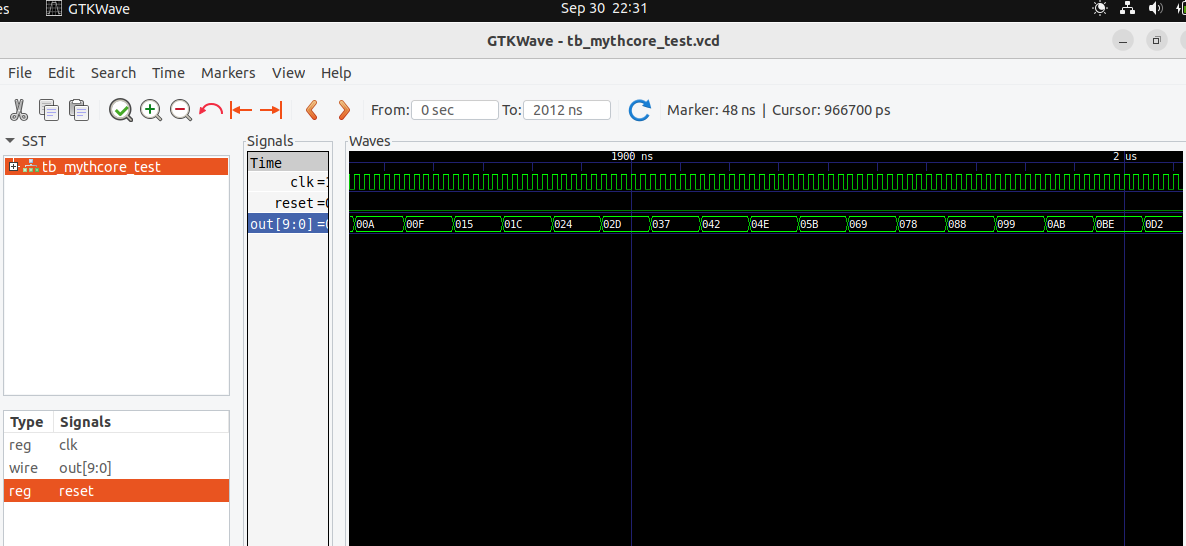 es GTKWave Sep 30 22:31
GTKWave - tb_mythcore_test.vcd
File Edit Search Time Markers View Help
From: 0 sec To: 2012 ns Marker: 48 ns | Cursor: 966700 ps
SST Signals Waves
tb_mythcore_test Time 1900 ns 2 us
clk =1
reset =0
out[9:0] =0 00A 00F 015 01C 024 02D 037 042 04E 05B 069 078 088 099 0AB 0BE 0D2
Type Signals
reg clk
wire out[9:0]
reg reset